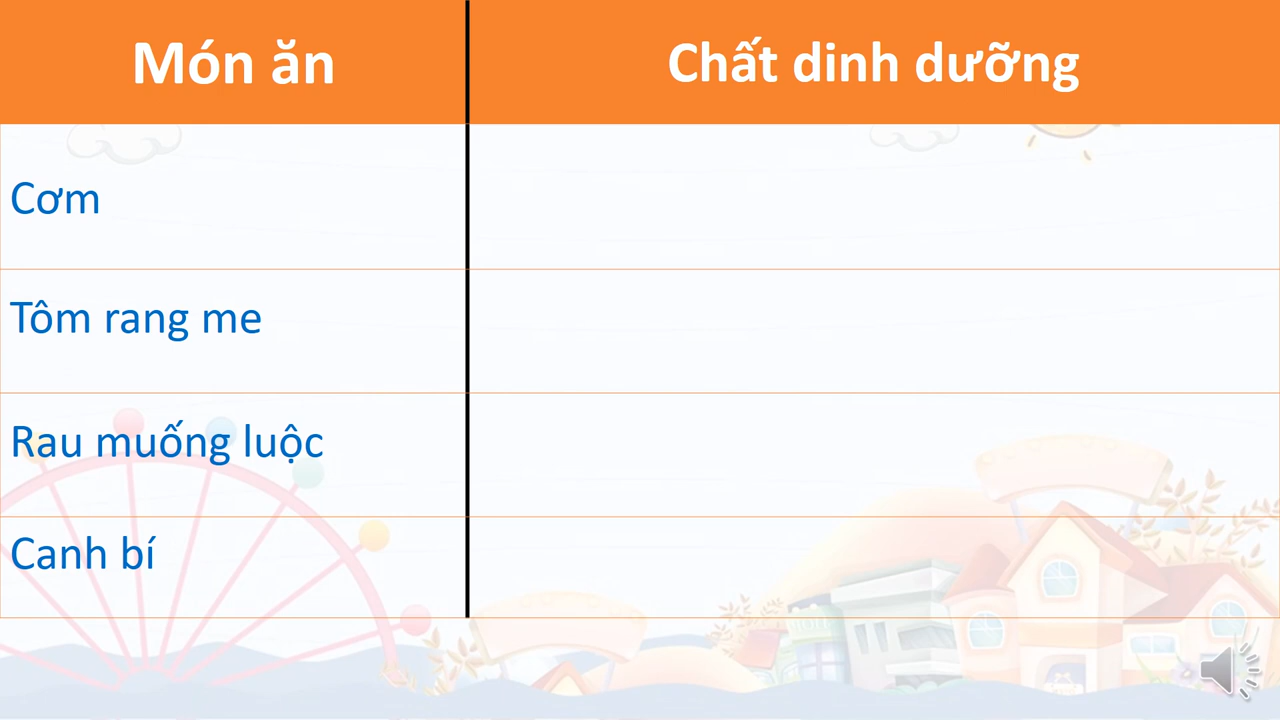 Món ăn
Chất dinh dưỡng
Cơm
Tôm rang me
Rau muống luộc
Canh bí